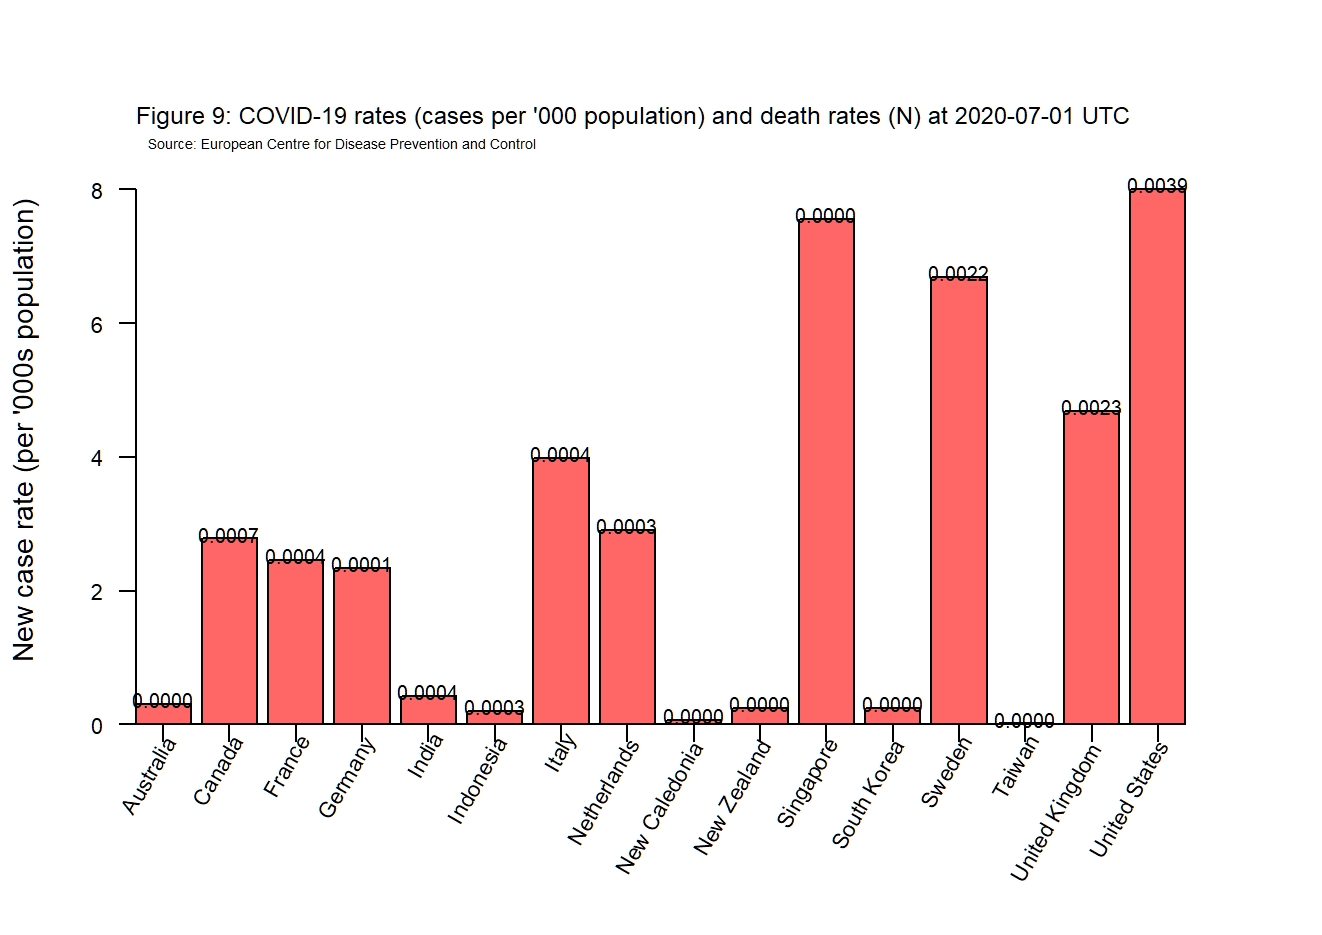 Figure 9: COVID-19 rates (cases per '000 population) and death rates (N) at 2020-07-01 UTC
Source: European Centre for Disease Prevention and Control
New case rate (per '000s population)
8
6
4
2
0
0.0000
0.0007
0.0004
0.0001
0.0004
0.0003
0.0004
0.0003
0.0000
0.0000
0.0000
0.0000
0.0022
0.0000
0.0023
0.0039
Australia
Canada
France
Germany
India
Indonesia
Italy
Netherlands
New Caledonia
New Zealand
Singapore
South Korea
Sweden
Taiwan
United Kingdom
United States